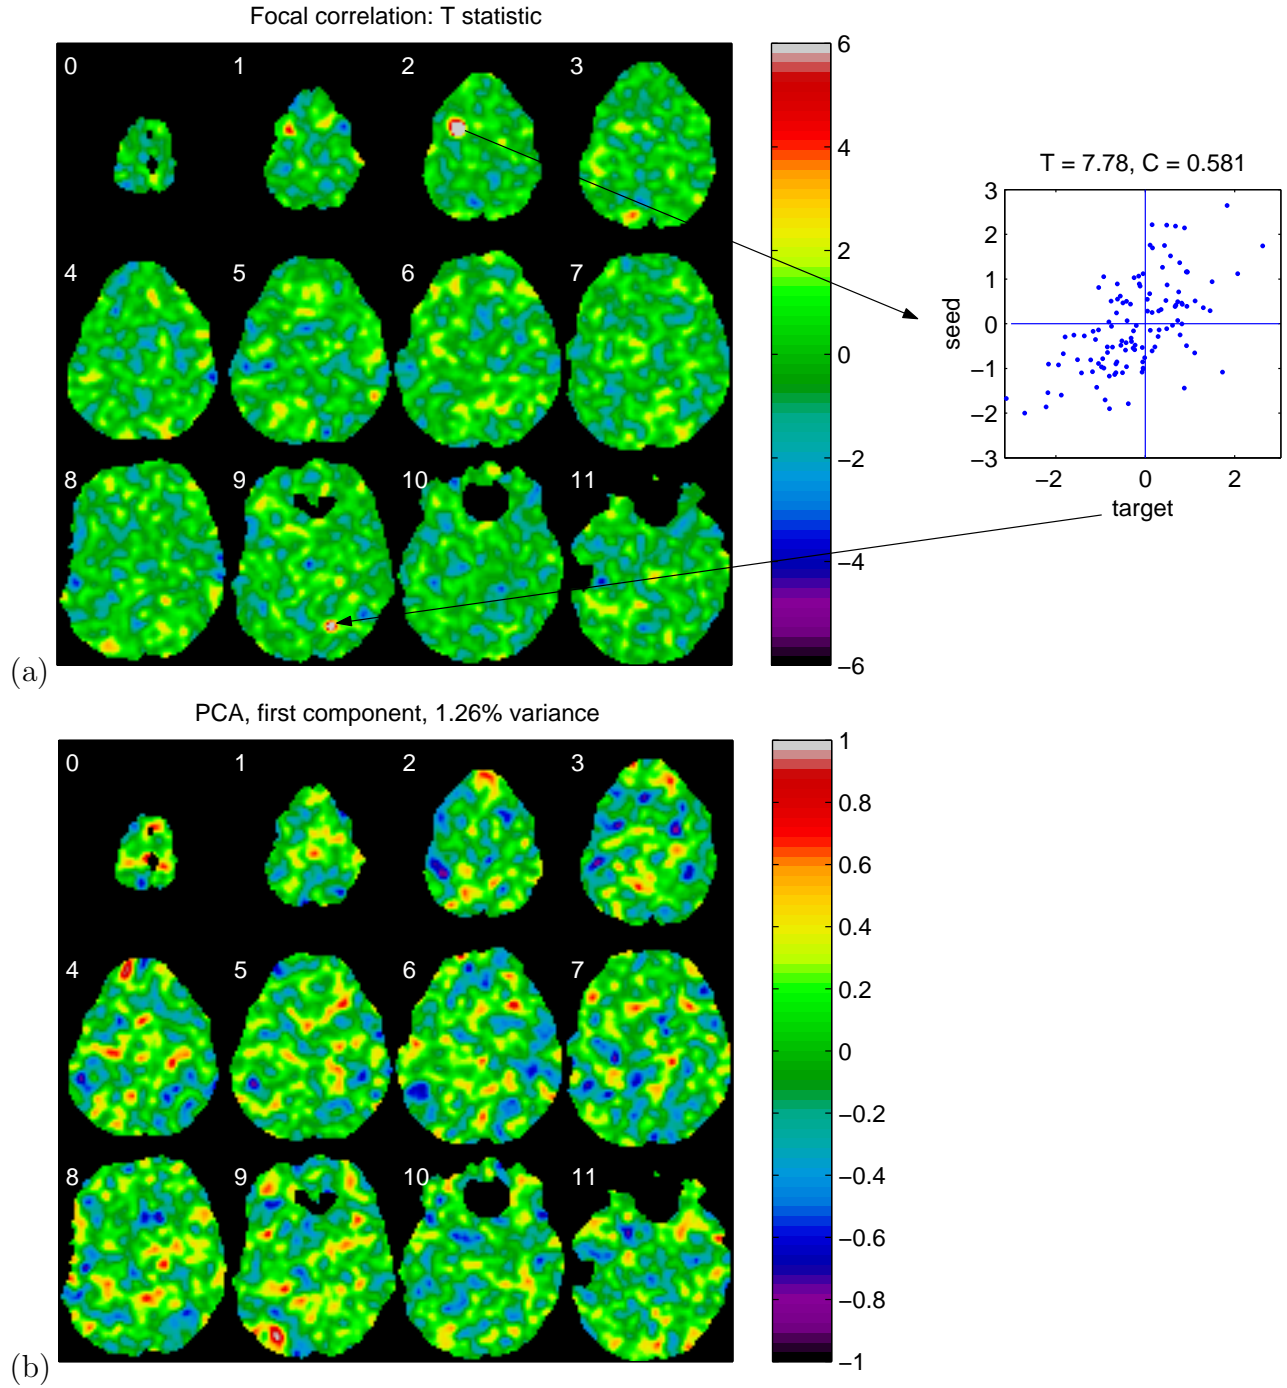 Focal correlation: T statistic
0 1 2 3
4 5 6 7
8 9 10 11
6
4
2
0
−2
−4
−6
T = 7.78, C = 0.581
3
2
1
0
−1
−2
−3
seed
−2 0 2
target
(a)
PCA, first component, 1.26% variance
0 1 2 3
4 5 6 7
8 9 10 11
1
0.8
0.6
0.4
0.2
0
−0.2
−0.4
−0.6
−0.8
−1
(b)